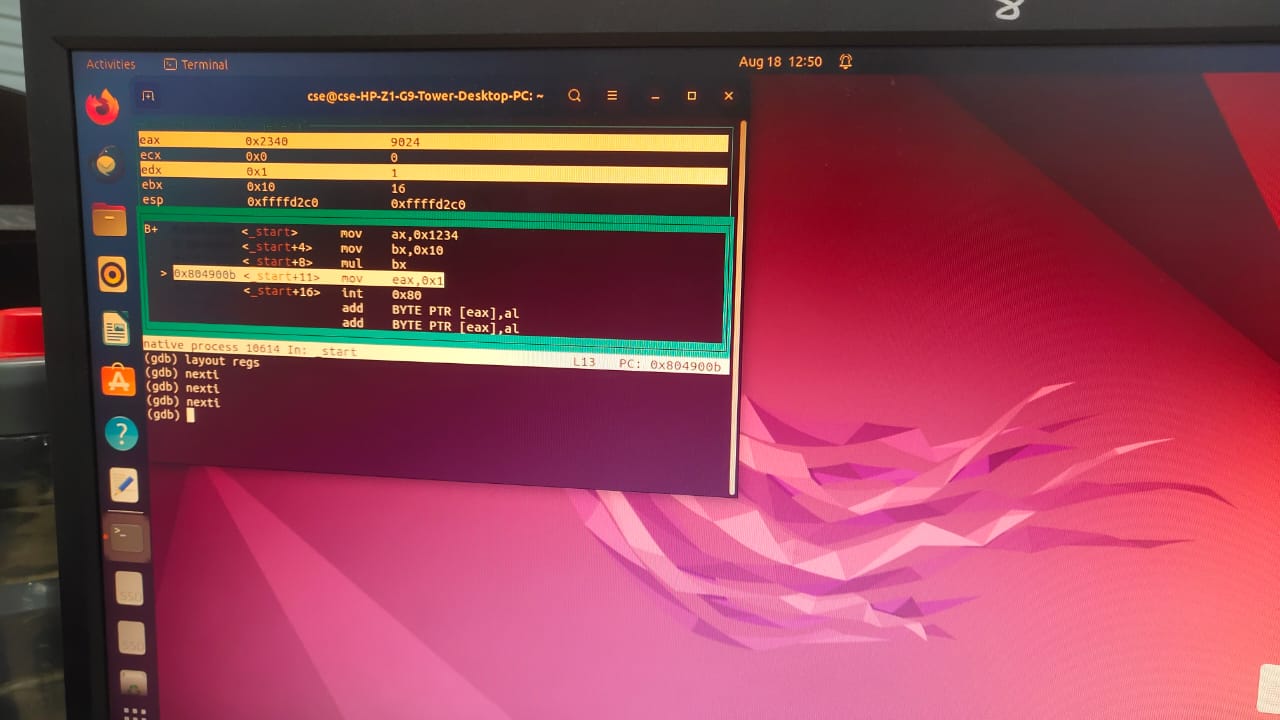 Activities Terminal Aug 18 12:50
cse@cse-HP-Z1-G9-Tower-Desktop-PC: ~
eax 0x2340 9024
ecx 0x0 0
edx 0x1 1
ebx 0x10 16
esp 0xffffd2c0 0xffffd2c0
B+ <_start> mov ax,0x1234
<_start+4> mov bx,0x10
<_start+8> mul bx
> 0x804900b <_start+11> mov eax,0x1
<_start+16> int 0x80
add BYTE PTR [eax],al
add BYTE PTR [eax],al
native process 10614 In: _start L13 PC: 0x804900b
(gdb) layout regs
(gdb) nexti
(gdb) nexti
(gdb) nexti
(gdb)
SSD
SSD